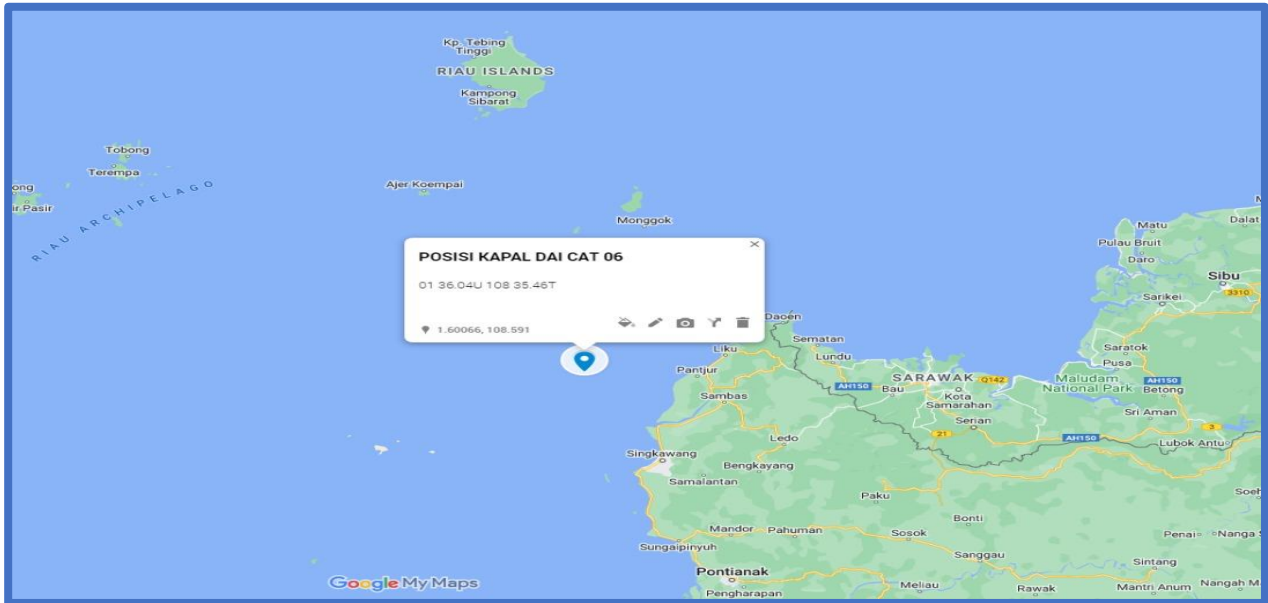 Kp. Tebing
Tinggi
RIAU ISLANDS
Kampong
Sibarat
Tobong
Terempa
ong
ir Pasir
RIAU ARCHIPELAGO
Ajer Koempai
Monggok
Matu
Dalat
Pulau Bruit
Daro
Sibu
3310
Sarikei
POSISI KAPAL DAI CAT 06
01 36.04U 108 35.46T
1.60066, 108.591
Daoen
Sematan
Liku
Lundu
Saratok
Pusa
Pantjur
SARAWAK
Q142
Maludam
National Park
AH150
Betong
AH150
Bau
Kota
Samarahan
Sambas
Serian
Sri Aman
21
3
AH150
Lubok Antu
Ledo
Singkawang
Bengkayang
Samalantan
Paku
Soeh
Bonti
Mandor
Pahuman
Sosok
Penai
Nanga
Sungaipinyuh
Sanggau
Sintang
Pontianak
Pengharapan
Meliau
Rawak
Mantri Anum
Nangah M
Google My Maps